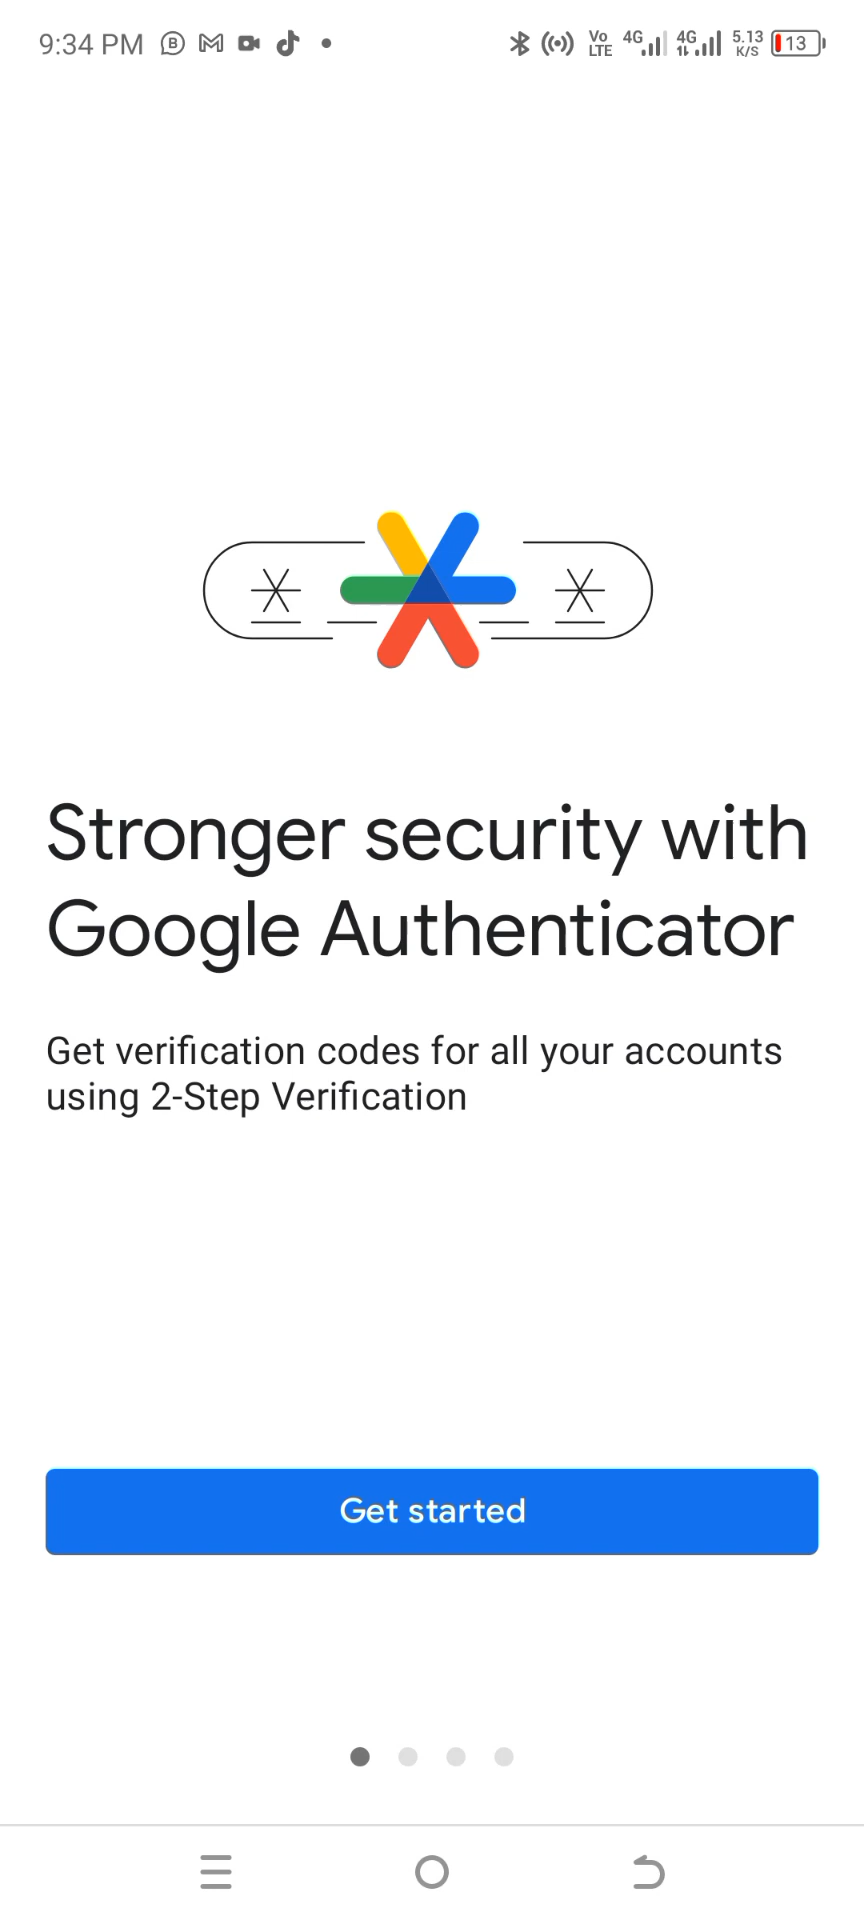 9:34 PM B Vo LTE 4G 4G 5.13 K/S 13
Stronger security with
Google Authenticator
Get verification codes for all your accounts
using 2-Step Verification
Get started